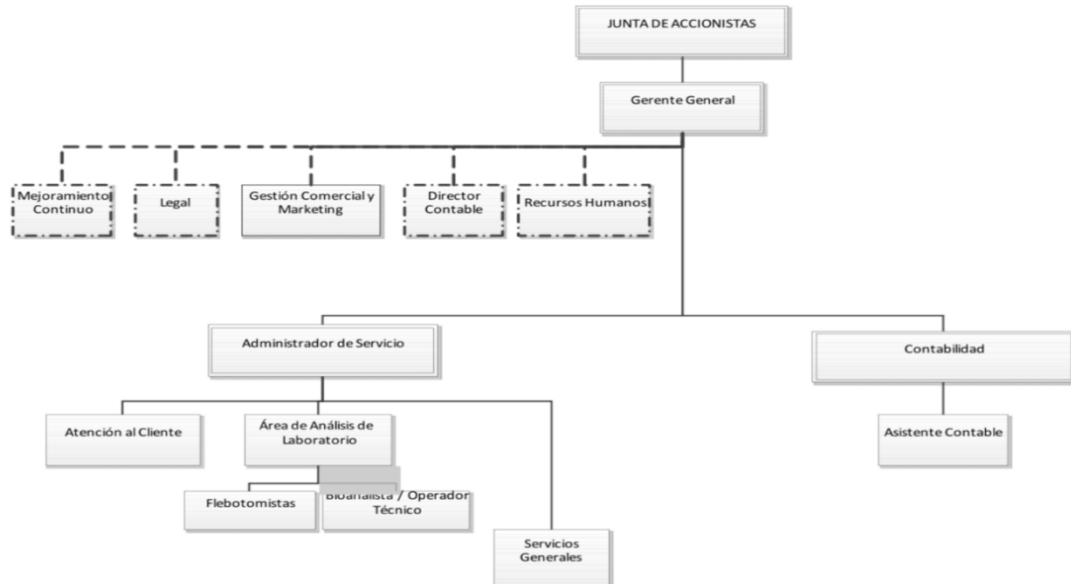 JUNTA DE ACCIONISTAS
Gerente General
Mejoramiento
Continuo
Legal
Gestión Comercial y
Marketing
Director
Contable
Recursos Humanos
Administrador de Servicio
Contabilidad
Atención al Cliente
Área de Análisis de
Laboratorio
Asistente Contable
Flebotomistas
Bioanalista / Operador
Técnico
Servicios
Generales